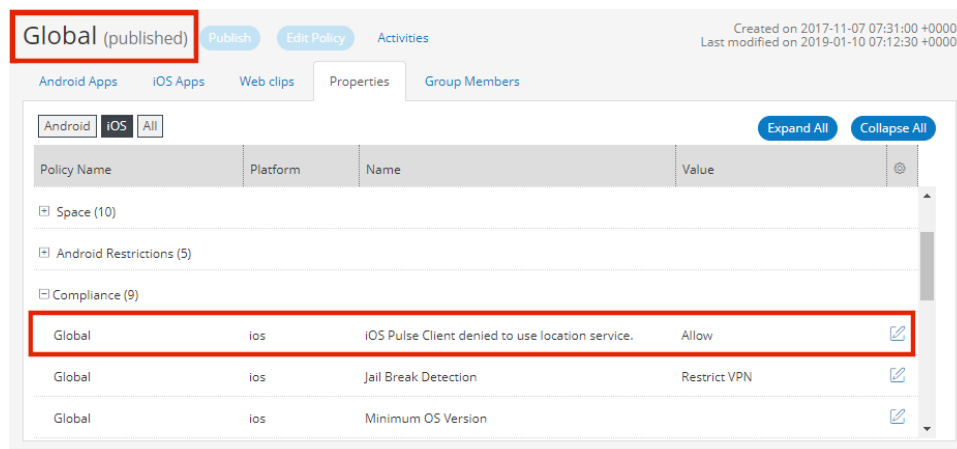 Global (published) Publish Edit Policy Activities
Created on 2017-11-07 07:31:00 +0000
Last modified on 2019-01-10 07:12:30 +0000
Android Apps iOS Apps Web clips Properties Group Members
Android iOS All Expand All Collapse All
Policy Name Platform Name Value
Space (10)
Android Restrictions (5)
Compliance (9)
Global ios iOS Pulse Client denied to use location service. Allow
Global ios Jail Break Detection Restrict VPN
Global ios Minimum OS Version